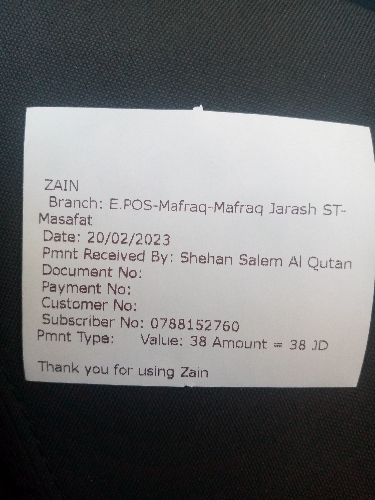 ZAIN
Branch: E.POS-Mafraq-Mafraq Jarash ST-
Masafat
Date: 20/02/2023
Pmnt Received By: Shehan Salem Al Qutan
Document No:
Payment No:
Customer No:
Subscriber No: 0788152760
Pmnt Type: Value: 38 Amount = 38 JD
Thank you for using Zain